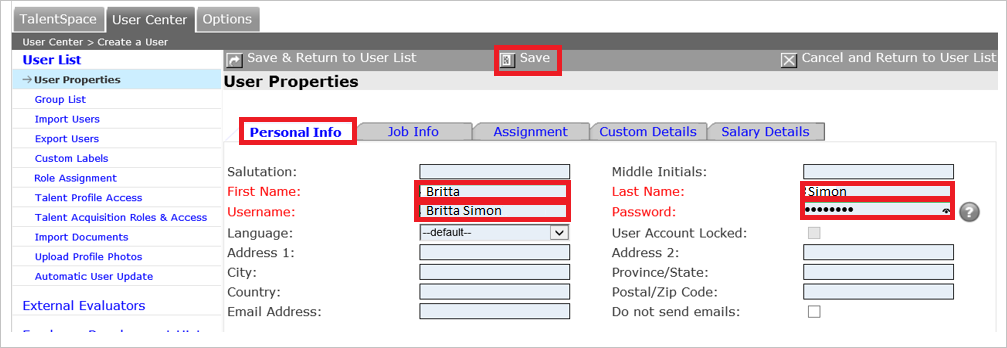 TalentSpace User Center Options
User Center > Create a User
User List
Save & Return to User List Save Cancel and Return to User List
→User Properties
User Properties
Group List
Import Users
Export Users
Custom Labels
Role Assignment
Talent Profile Access
Talent Acquisition Roles & Access
Import Documents
Upload Profile Photos
Automatic User Update
External Evaluators
Personal Info Job Info Assignment Custom Details Salary Details
Salutation: Middle Initials:
First Name: Britta Last Name: Simon
Username: Britta Simon Password: ●●●●●●●● ?
Language: --default-- User Account Locked:
Address 1: Address 2:
City: Province/State:
Country: Postal/Zip Code:
Email Address: Do not send emails: